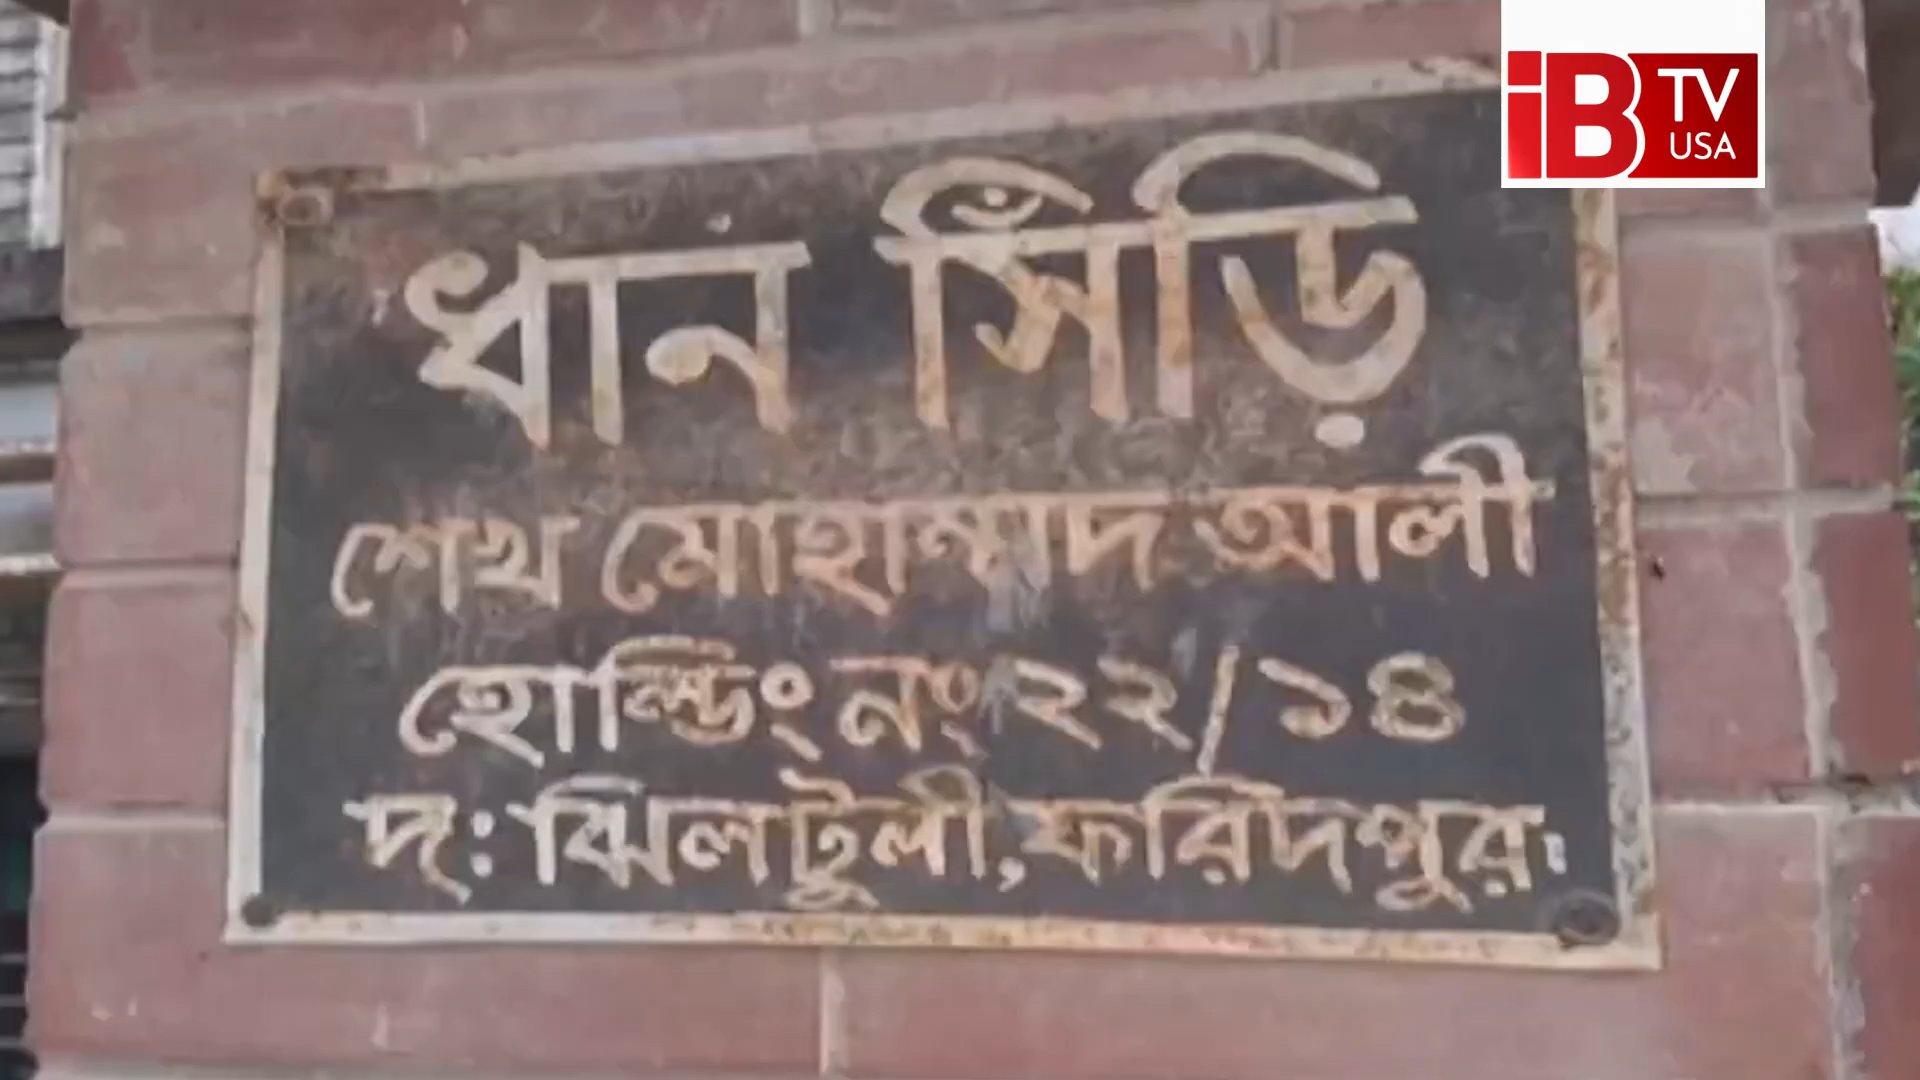 iB TV USA
ধান সিঁড়ি
শেখ মোহাম্মাদ আলী
হোল্ডিং নং ২২/১৪
দ: ঝিলটুলী, ফরিদপুর।